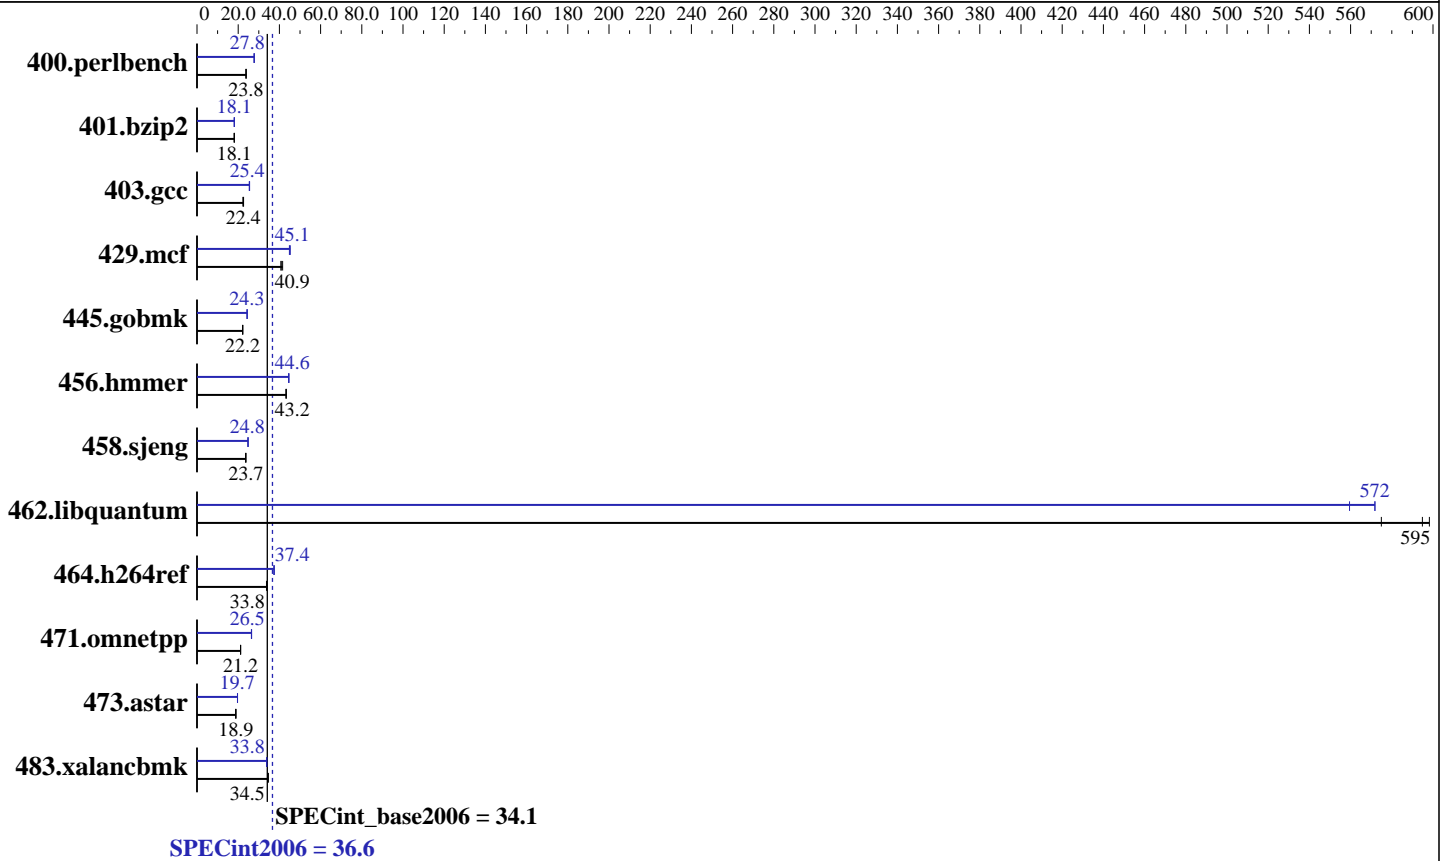 0 20.0 40.0 60.0 80.0 100 120 140 160 180 200 220 240 260 280 300 320 340 360 380 400 420 440 460 480 500 520 540 560 600
400.perlbench 27.8
23.8
401.bzip2 18.1
18.1
403.gcc 25.4
22.4
429.mcf 45.1
40.9
445.gobmk 24.3
22.2
456.hmmer 44.6
43.2
458.sjeng 24.8
23.7
462.libquantum 572
595
464.h264ref 37.4
33.8
471.omnetpp 26.5
21.2
473.astar 19.7
18.9
483.xalancbmk 33.8
34.5
SPECint_base2006 = 34.1
SPECint2006 = 36.6